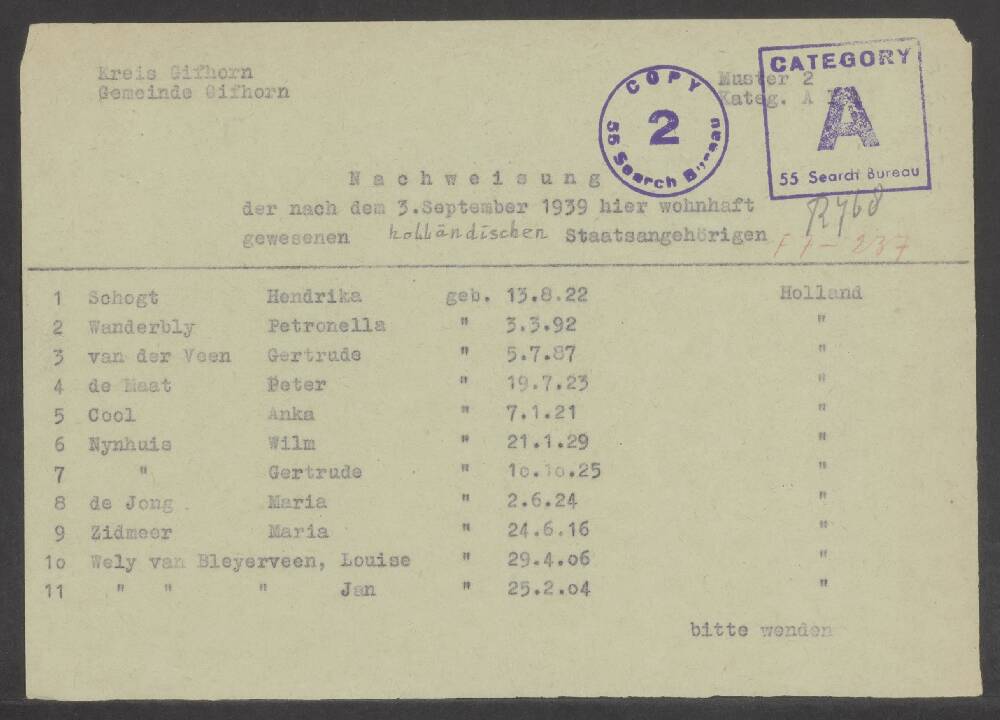 Kreis Gifhorn
Gemeinde Gifhorn
COPY
2
55 Search Bureau
Muster 2
Kateg. A
CATEGORY
A
55 Search Bureau
Nachweisung
der nach dem 3.September 1939 hier wohnhaft
gewesenen holländischen Staatsangehörigen
R468
F1-237
1 Schogt Hendrika geb. 13.8.22 Holland
2 Wanderbly Petronella " 3.3.92 "
3 van der Veen Gertrude " 5.7.87 "
4 de Maat Peter " 19.7.23 "
5 Cool Anka " 7.1.21 "
6 Nynhuis Wilm " 21.1.29 "
7 " Gertrude " 1o.1o.25 "
8 de Jong Maria " 2.6.24 "
9 Zidmeer Maria " 24.6.16 "
1o Wely van Bleyerveen, Louise " 29.4.o6 "
11 " " " Jan " 25.2.o4 "
bitte wenden